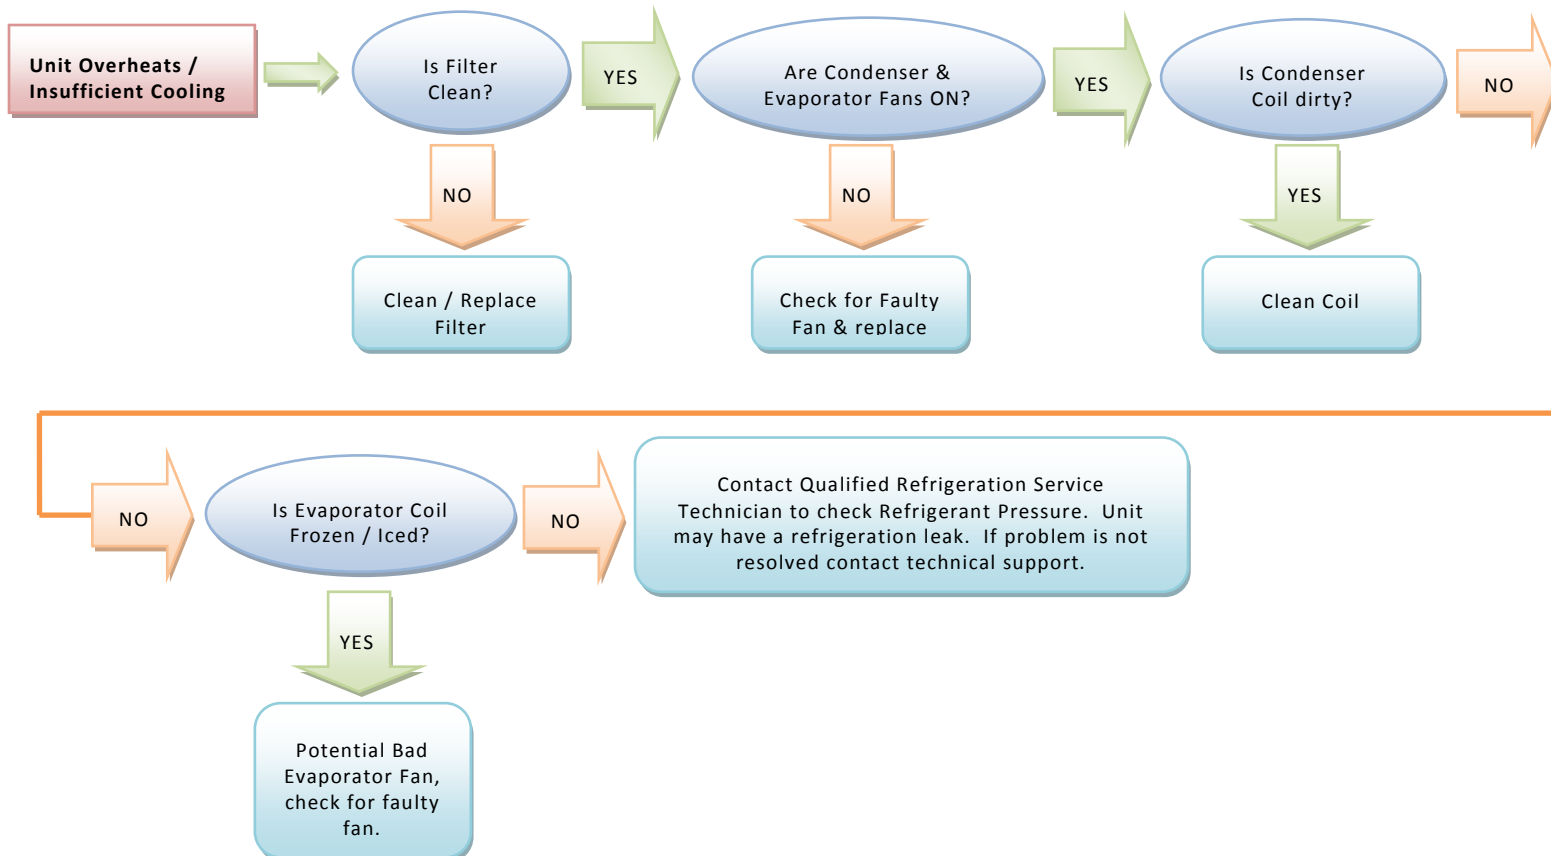 Unit Overheats /
Insufficient Cooling
Is Filter
Clean?
YES
Are Condenser &
Evaporator Fans ON?
YES
Is Condenser
Coil dirty?
NO
NO
NO
YES
Clean / Replace
Filter
Check for Faulty
Fan & replace
Clean Coil
NO
Is Evaporator Coil
Frozen / Iced?
NO
Contact Qualified Refrigeration Service
Technician to check Refrigerant Pressure.  Unit
may have a refrigeration leak.  If problem is not
resolved contact technical support.
YES
Potential Bad
Evaporator Fan,
check for faulty
fan.